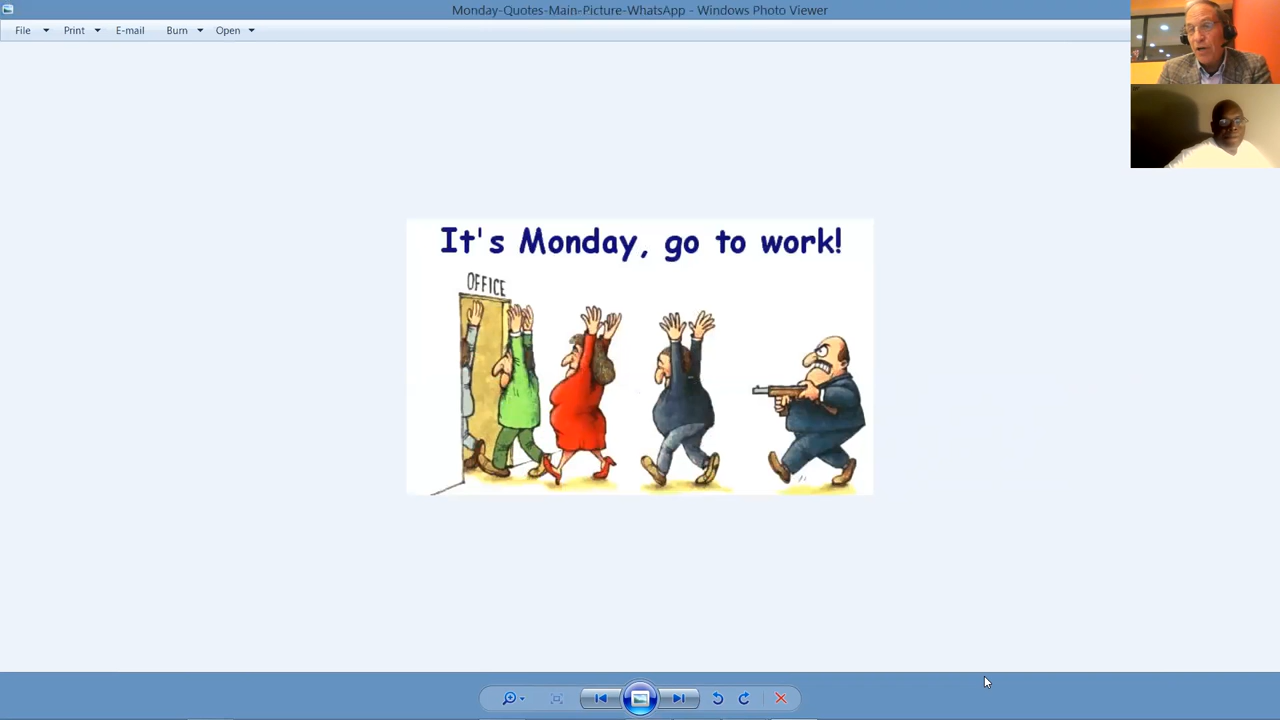 Monday-Quotes-Main-Picture-WhatsApp - Windows Photo Viewer
File Print E-mail Burn Open
It's Monday, go to work!
OFFICE